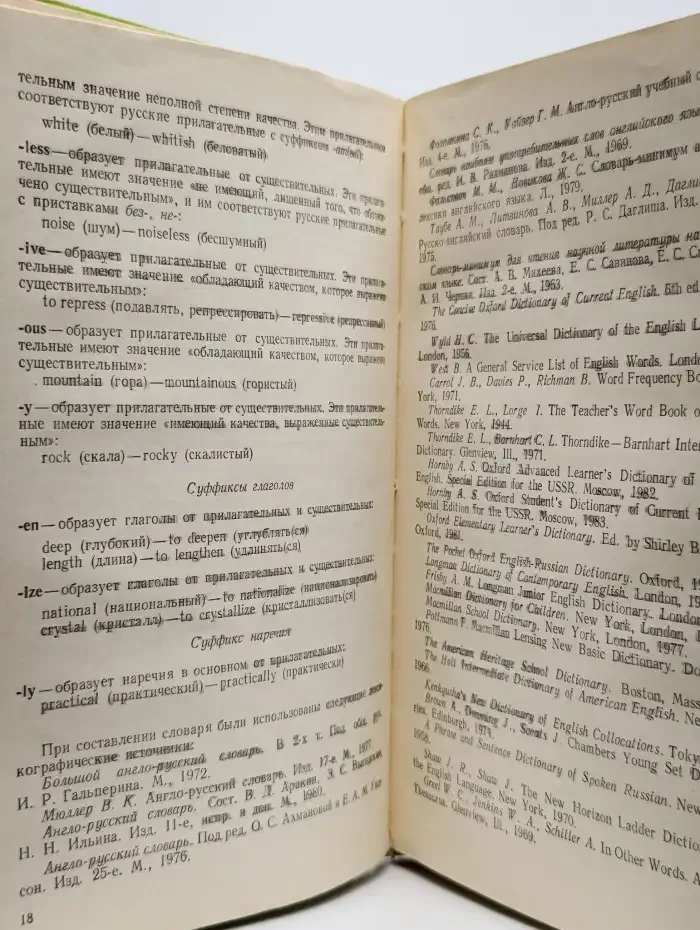 тельным значение неполной степени качества. Этим прилагательным
соответствуют русские прилагательные с суффиксом
white (белый)—whitish (беловатый)
-less—образует прилагательные от существительных. Эти прилага-
тельные имеют значение «не имеющий, лишенный того, что обозна-
чено существительным», и им соответствуют русские прилагательные
с приставками без-, не-:
noise (шум)—noiseless (бесшумный)
-ive—образует прилагательные от существительных. Эти прилага-
тельные имеют значение «обладающий качеством, которое выражено
существительным»:
to repress (подавлять, репрессировать)—repressive (репрессивный)
-ous—образует прилагательные от существительных. Эти прилага-
тельные имеют значение «обладающий качеством, которое выражено
существительным»:
mountain (гора)—mountainous (гористый)
-y—образует прилагательные от существительных. Эти прилагатель-
ные имеют значение «имеющий качества, выраженные существитель-
ным»:
rock (скала)—rocky (скалистый)
Суффиксы глаголов
-en—образует глаголы от прилагательных и существительных:
deep (глубокий)—to deepen (углублять(ся)
length (длина)—to lengthen (удлинять(ся)
-ize—образует глаголы от прилагательных и существительных:
national (национальный)—to nationalize (национализировать)
crystal (кристалл)—to crystallize (кристаллизовать(ся)
Суффикс наречия
-ly—образует наречия в основном от прилагательных:
practical (практический)—practically (практически)
При составлении словаря были использованы следующие лекси-
кографические источники:
Большой англо-русский словарь. В 2-х т. Под общ. рук.
И. Р. Гальперина. М., 1972.
Мюллер В. К. Англо-русский словарь. Изд. 17-е. М., 1977.
Англо-русский словарь. Сост. В. Д. Аракин, З. С. Выгодская,
Н. Н. Ильина. Изд. 11-е, испр. и доп. М., 1980.
Англо-русский словарь. Под ред. О. С. Ахмановой и Е. А. М.
сон. Изд. 25-е. М., 1976.
18
С. К., Уайзер Г. М. Англо-русский учебный с
Изд. 4-е. М., 1976.
Словарь наиболее употребительных слов английского язы
ред. И. В. Рахманова. Изд. 2-е. М., 1969.
Фолькович М. М., Новикова Ж. С. Словарь-минимум
лексики английского языка. Л., 1979.
Таубе А. М., Литвинова А. В., Миллер А. Д., Даглиш
Русско-английский словарь. Под ред. Р. С. Даглиша. Изд.
1975.
Словарь-минимум для чтения научной литературы на
ском языке. Сост. А. В. Михеева, Е. С. Савинова, Е. С. См
А. И. Черная. Изд. 2-е. М., 1963.
The Concise Oxford Dictionary of Current English. 6th ed.
1976.
Wyld H. C. The Universal Dictionary of the English L
London, 1956.
West B. A General Service List of English Words. Londo
Carrol J. B., Davies P., Richman B. Word Frequency Bo
York, 1971.
Thorndike E. L., Lorge I. The Teacher's Word Book o
Words. New York, 1944.
Thorndike E. L., Barnhart C. L. Thorndike—Barnhart Inter
Dictionary. Glenview, Ill., 1971.
Hornby A. S. Oxford Advanced Learner's Dictionary of
English. Special Edition for the USSR. Moscow, 1982.
Hornby A. S. Oxford Student's Dictionary of Current
Special Edition for the USSR. Moscow, 1983.
Oxford Elementary Learner's Dictionary. Ed. by Shirley B
Oxford, 1981.
The Pocket Oxford English-Russian Dictionary. Oxford, 19
Longman Dictionary of Contemporary English. London, 19
Frisby A. M. Longman Junior English Dictionary. London
Macmillan Dictionary for Children. New York, London,
Macmillan School Dictionary. New York, London, 1977.
Pollmann F. Macmillan Lensing New Basic Dictionary. Do
1976.
The American Heritage School Dictionary. Boston, Mass
The Holt Intermediate Dictionary of American English. Ne
1966.
Kenkyusha's New Dictionary of English Collocations. Tokyo
Brown A., Downing J., Sceats J. Chambers Young Set D
ries. Edinburgh, 1974.
A Phrase and Sentence Dictionary of Spoken Russian. New
1958.
Shaw J. R., Shaw J. The New Horizon Ladder Diction
the English Language. New York, 1970.
Greet W. C., Jenkins W. A., Schiller A. In Other Words. A
Thesaurus. Glenview, Ill., 1969.